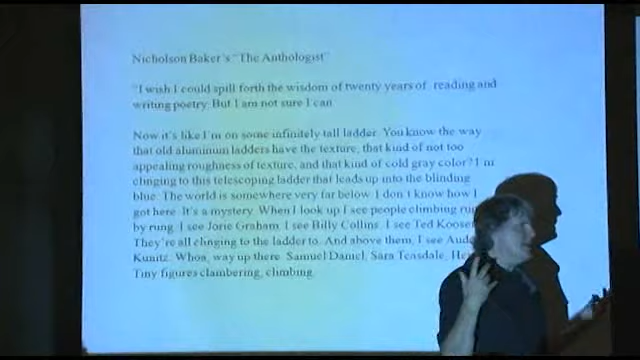 Nicholson Baker's "The Anthologist"
"I wish I could spill forth the wisdom of twenty years of reading and
writing poetry. But I am not sure I can.
Now it's like I'm on some infinitely tall ladder. You know the way
that old aluminum ladders have the texture, that kind of not too
appealing roughness of texture, and that kind of cold gray color? I'm
clinging to this telescoping ladder that leads up into the blinding
blue. The world is somewhere very far below. I don't know how I
got here. It's a mystery. When I look up I see people climbing rung
by rung. I see Jorie Graham. I see Billy Collins. I see Ted Kooser.
They're all clinging to the ladder to. And above them, I see
Kunitz. Whoa, way up there. Samuel Daniel, Sara Teasdale,
Tiny figures clambering, climbing.